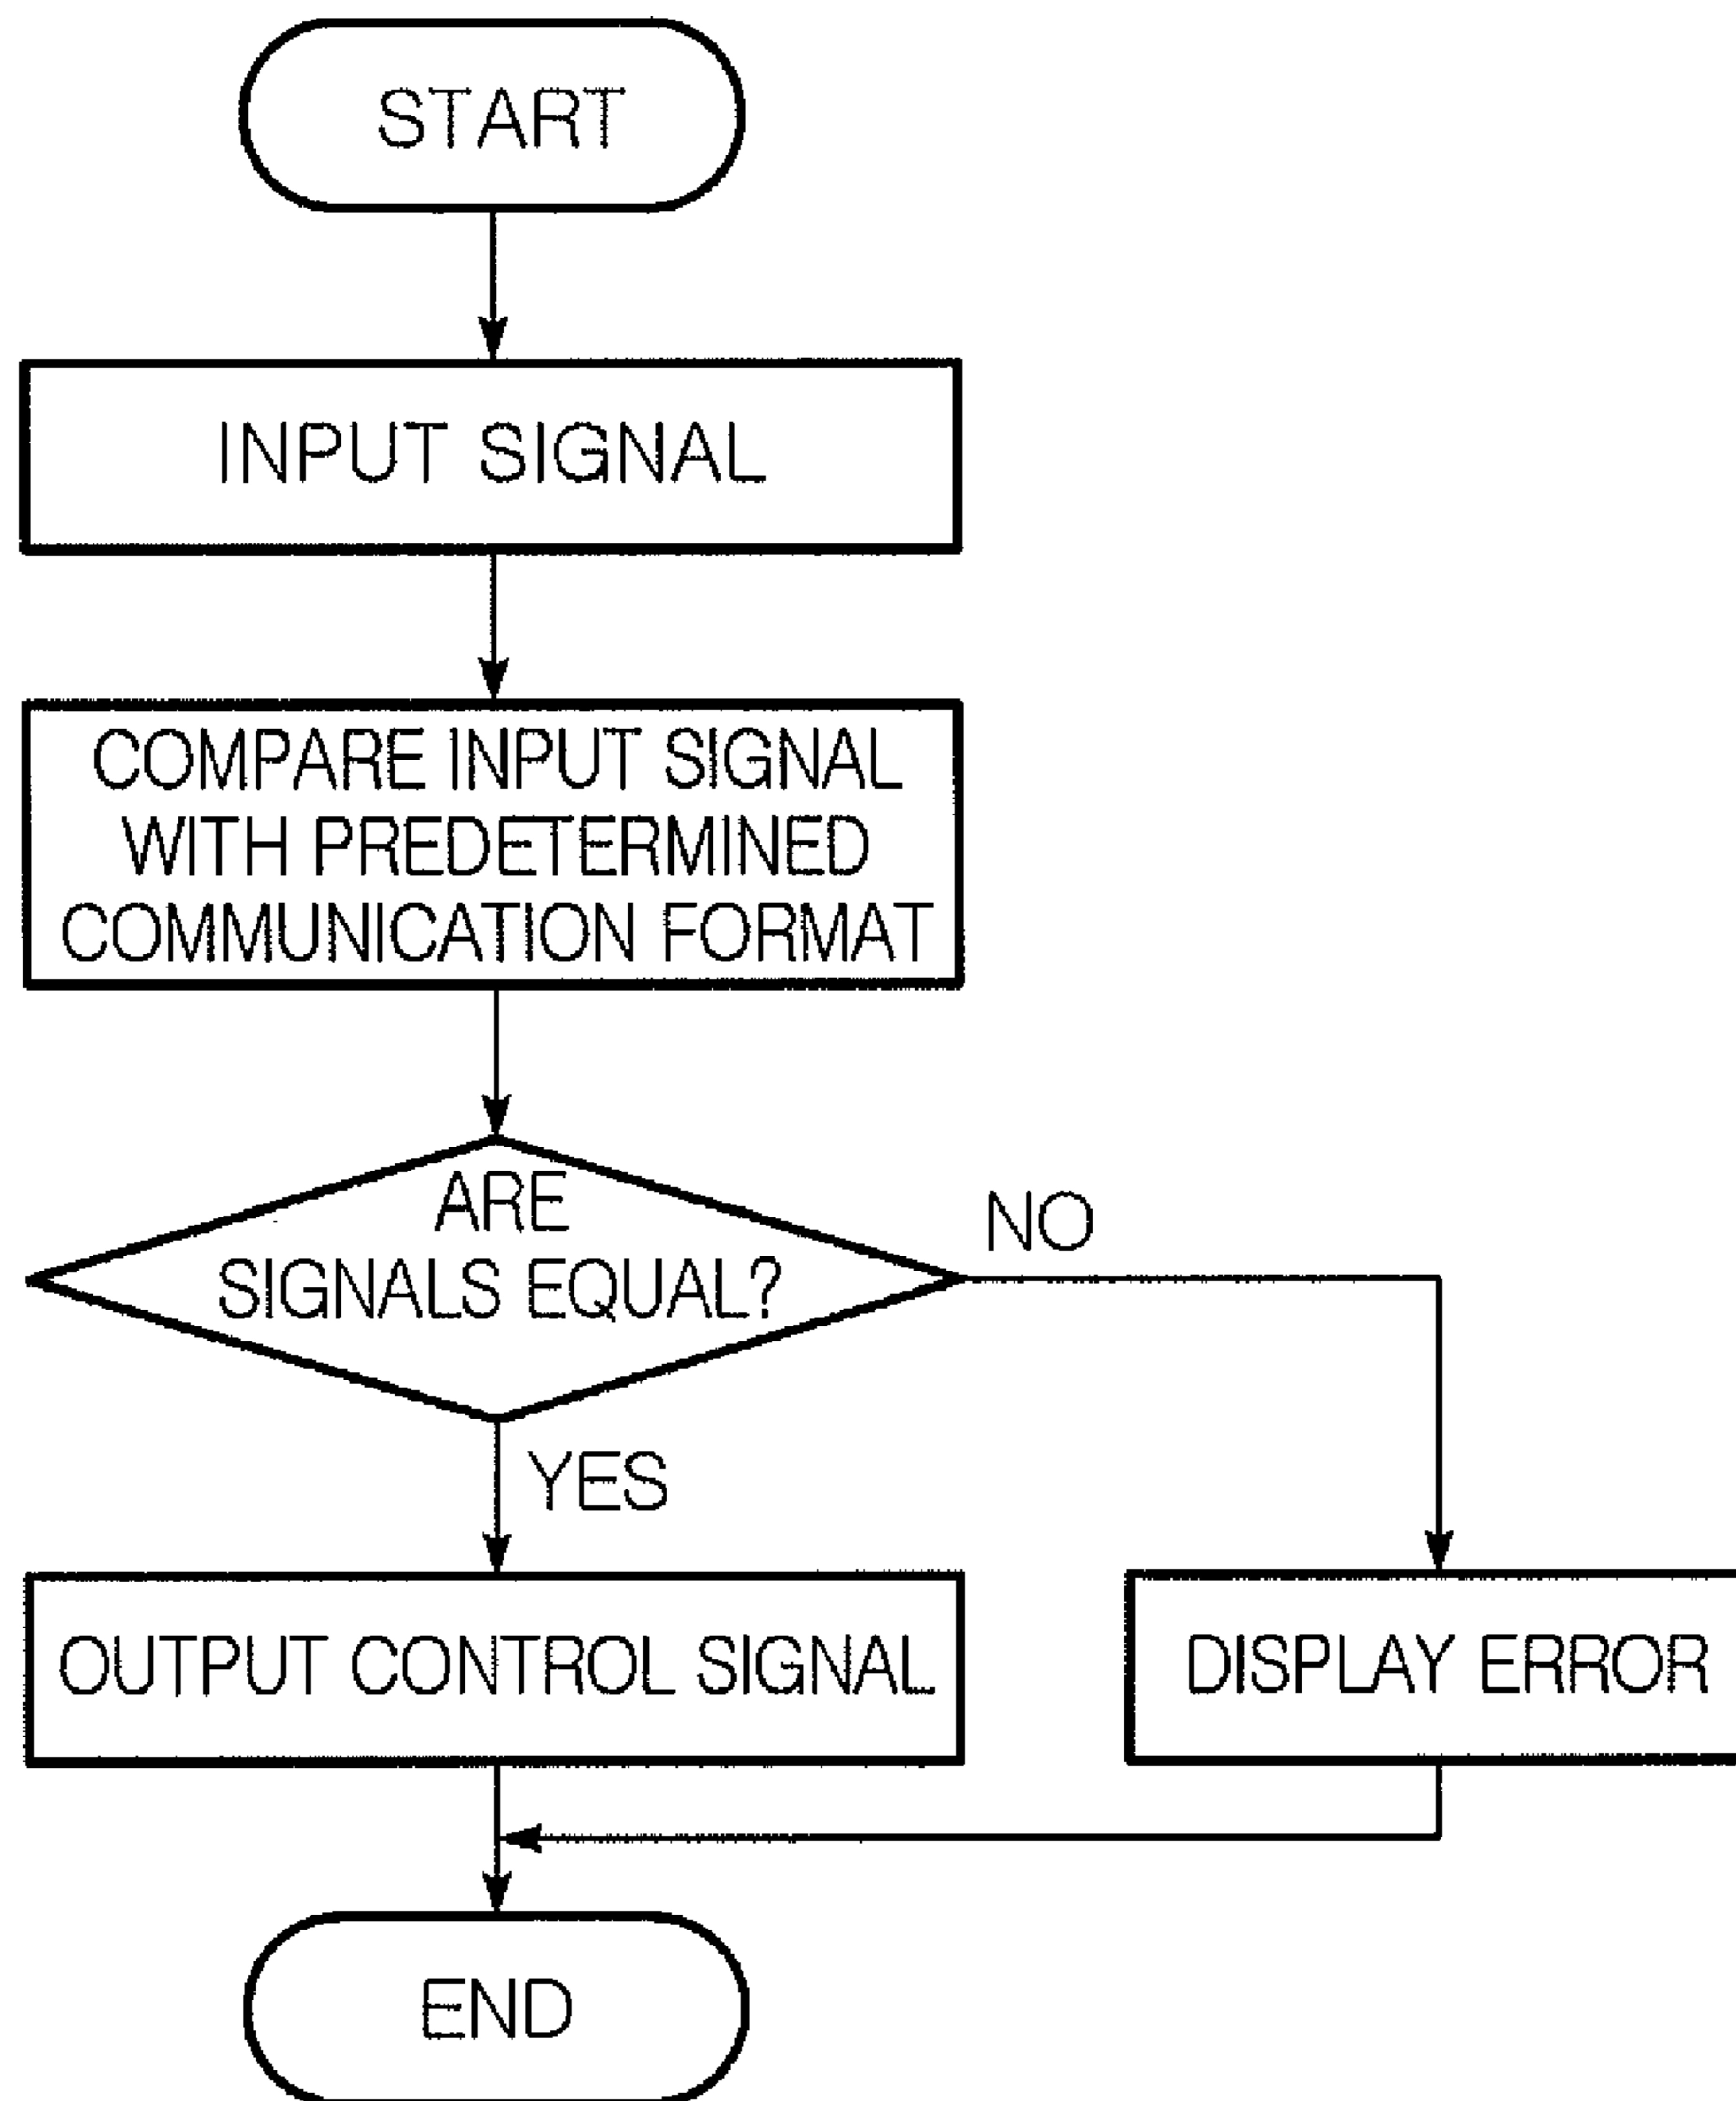 START
INPUT SIGNAL
COMPARE INPUT SIGNAL
WITH PREDETERMINED
COMMUNICATION FORMAT
ARE
SIGNALS EQUAL?
NO
YES
OUTPUT CONTROL SIGNAL
DISPLAY ERROR
END